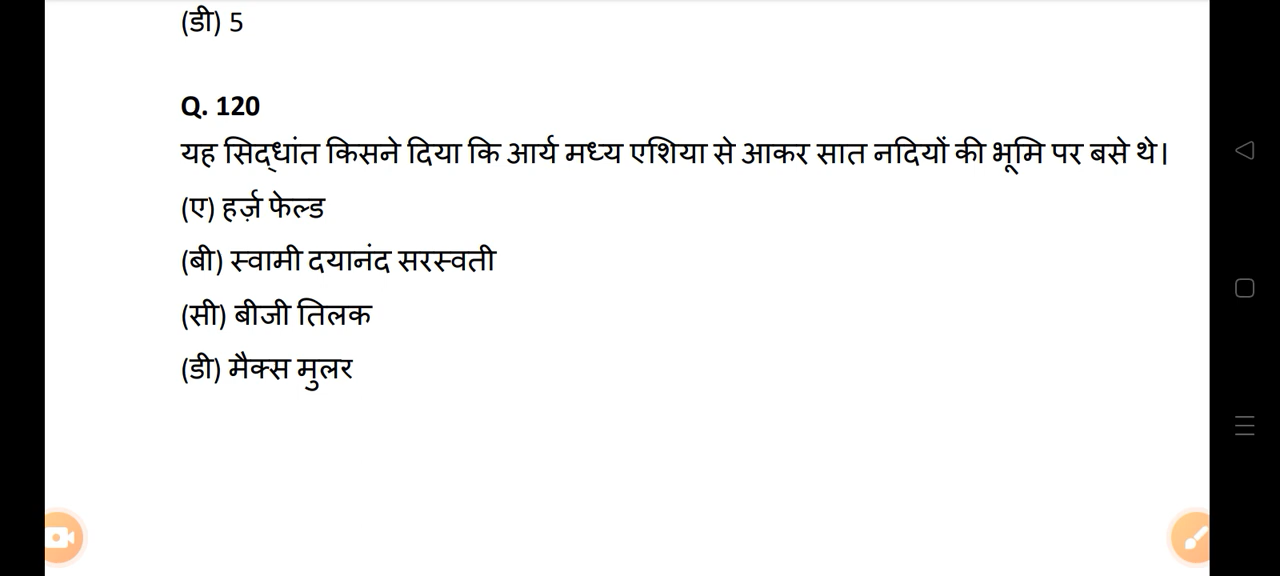 (डी) 5
Q. 120
यह सिद्धांत किसने दिया कि आर्य मध्य एशिया से आकर सात नदियों की भूमि पर बसे थे।
(ए) हर्ज़ फेल्ड
(बी) स्वामी दयानंद सरस्वती
(सी) बीजी तिलक
(डी) मैक्स मुलर